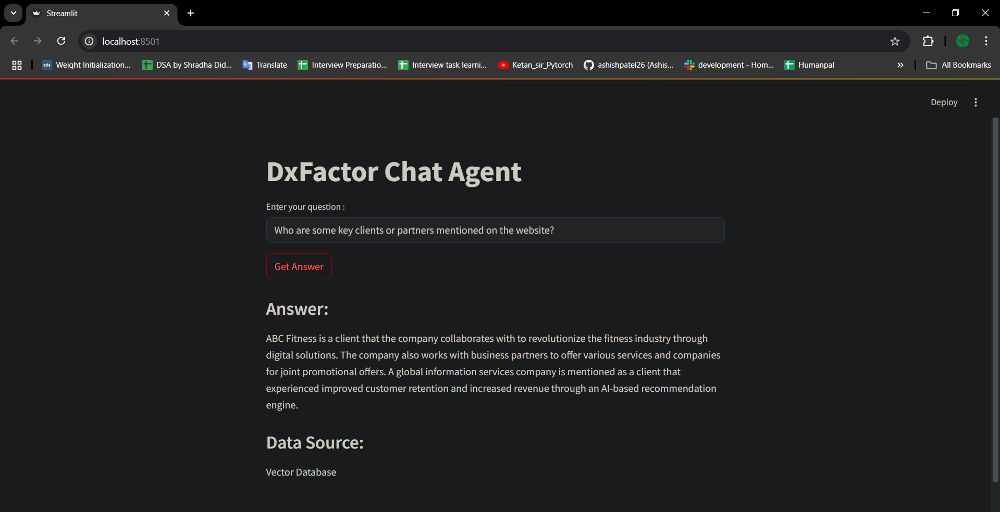 Streamlit
localhost:8501
tds Weight Initialization... DSA by Shradha Did... Translate Interview Preparatio... Interview task learni... Ketan_sir_Pytorch ashishpatel26 (Ashis... development - Hom... Humanpal All Bookmarks
Deploy
DxFactor Chat Agent
Enter your question :
Who are some key clients or partners mentioned on the website?
Get Answer
Answer:
ABC Fitness is a client that the company collaborates with to revolutionize the fitness industry through
digital solutions. The company also works with business partners to offer various services and companies
for joint promotional offers. A global information services company is mentioned as a client that
experienced improved customer retention and increased revenue through an AI-based recommendation
engine.
Data Source:
Vector Database